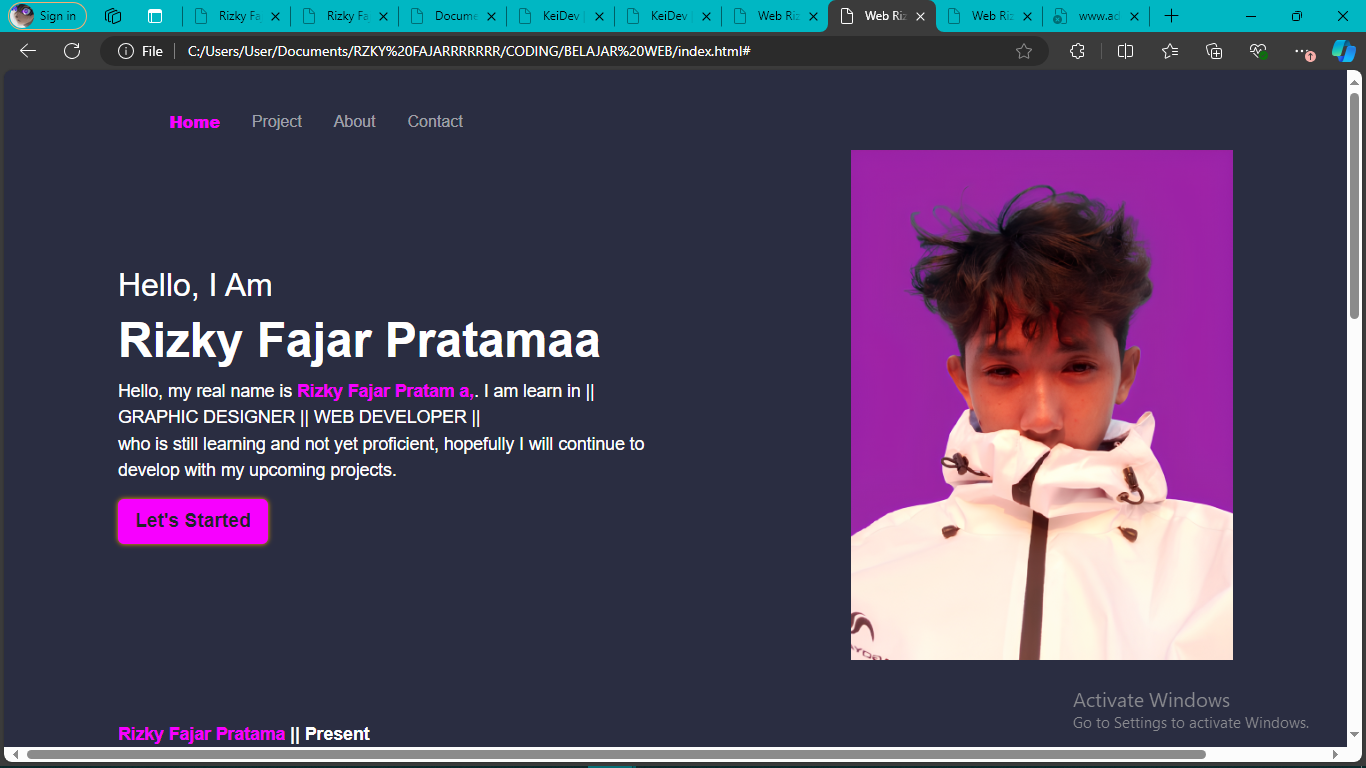 Sign in
Rizky Fa
Rizky Fa
Docume
KeiDev
KeiDev
Web Riz
Web Riz
Web Riz
www.ad
File
C:/Users/User/Documents/RZKY%20FAJARRRRRRR/CODING/BELAJAR%20WEB/index.html#
Home Project About Contact
Hello, I Am
Rizky Fajar Pratamaa
Hello, my real name is Rizky Fajar Pratam a,. I am learn in ||
GRAPHIC DESIGNER || WEB DEVELOPER ||
who is still learning and not yet proficient, hopefully I will continue to
develop with my upcoming projects.
Let's Started
Activate Windows
Go to Settings to activate Windows.
Rizky Fajar Pratama || Present